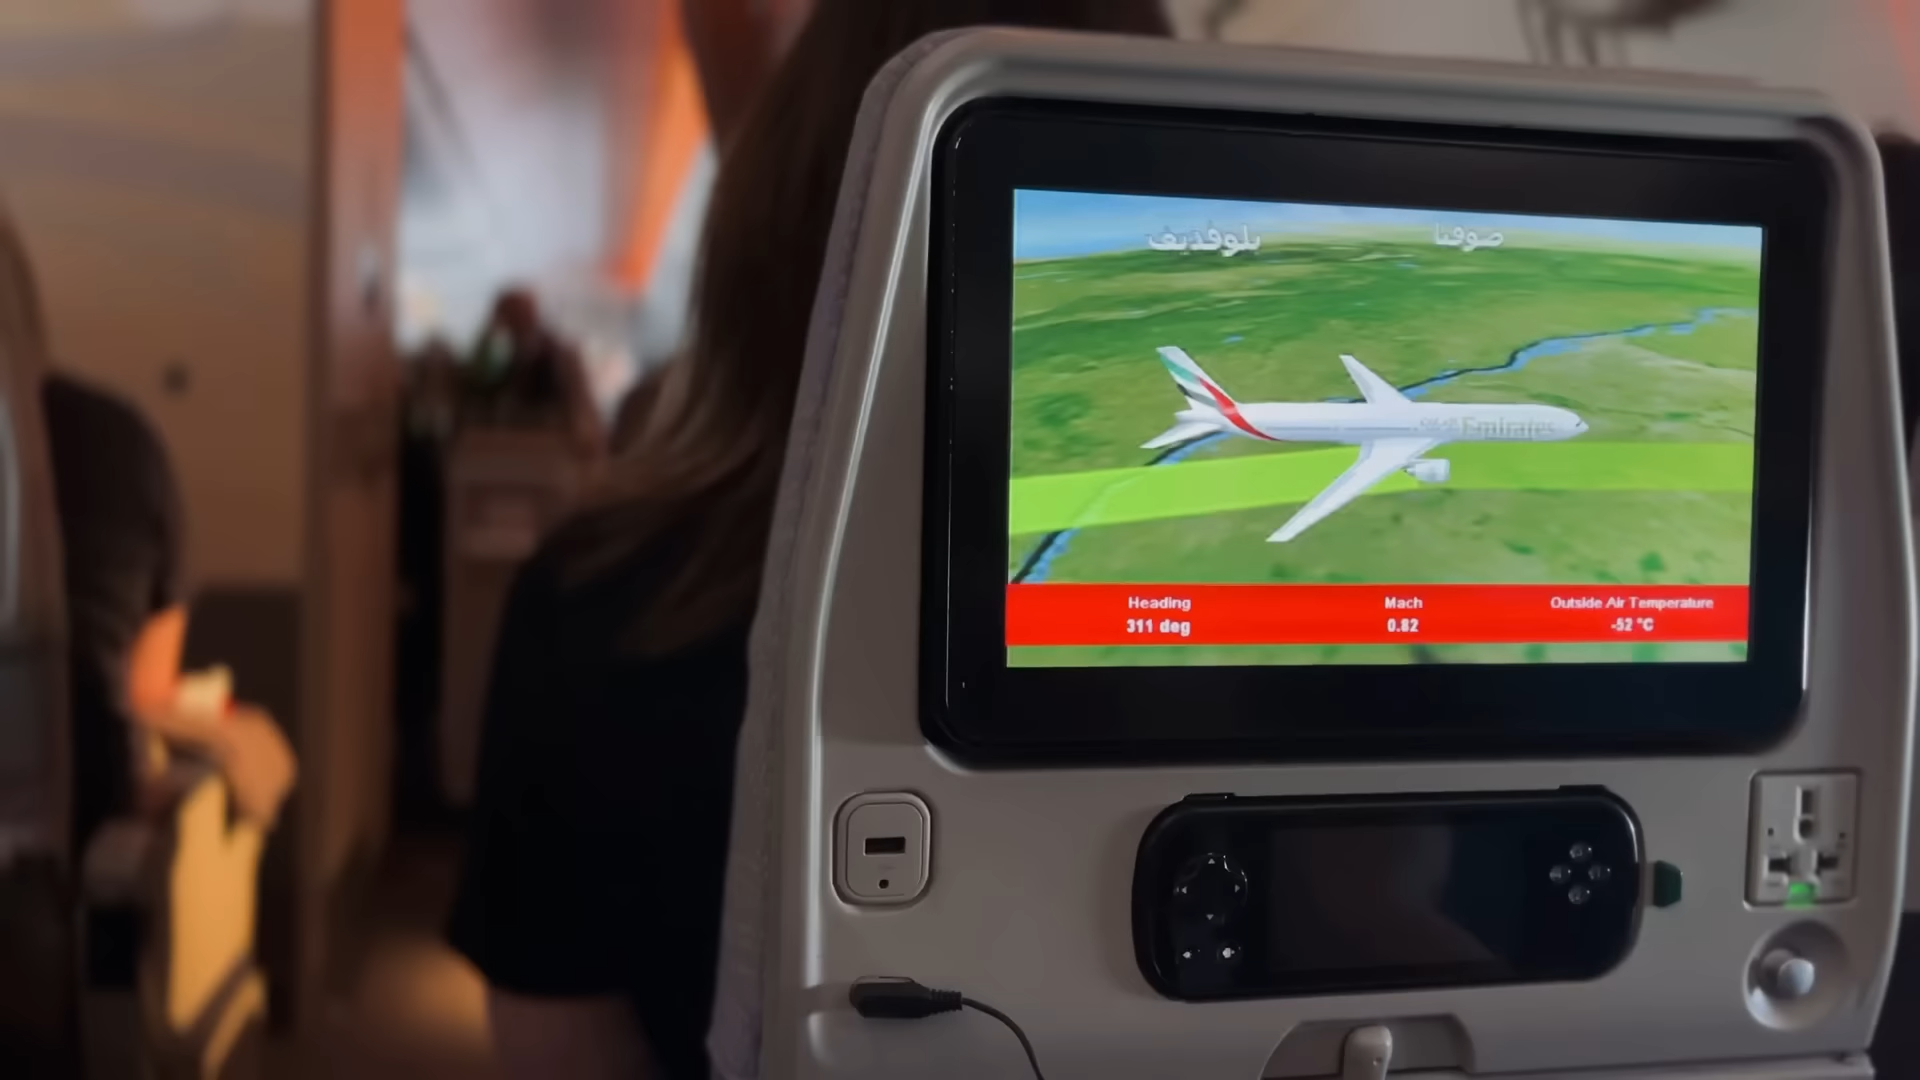 بلوفديف
صوفيا
Emirates
Heading
311 deg
Mach
0.82
Outside Air Temperature
-52 °C